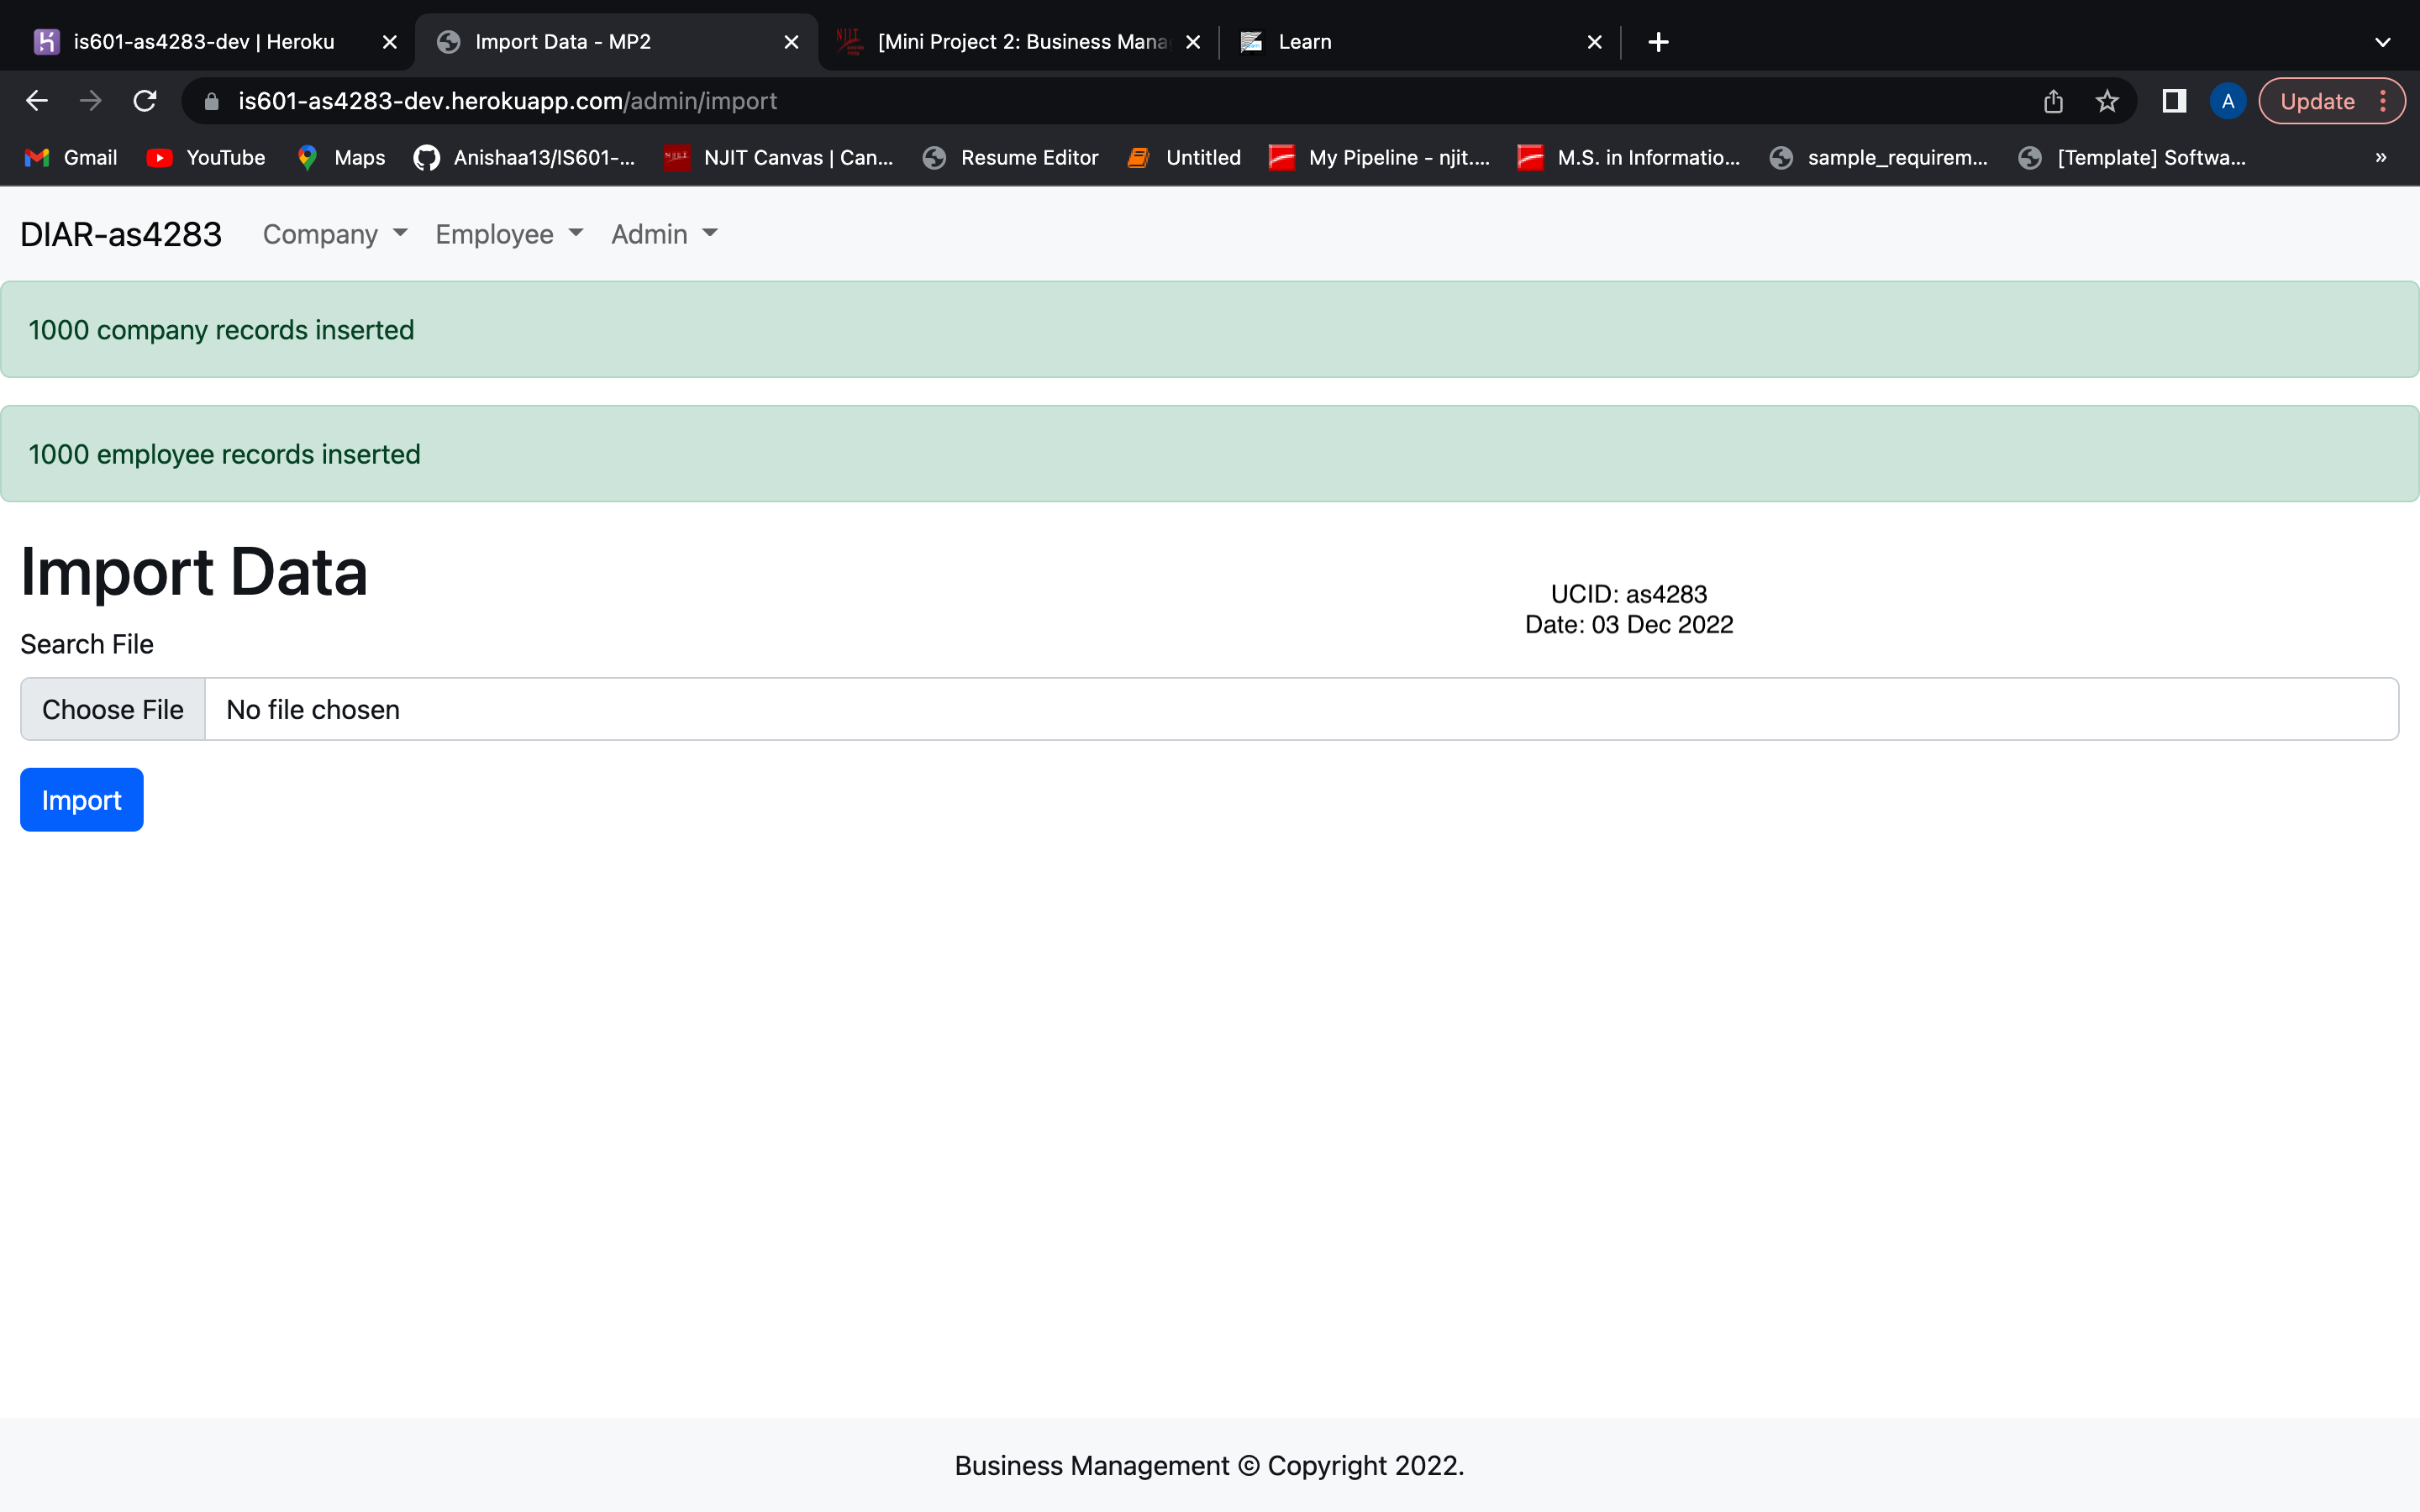 is601-as4283-dev | Heroku
Import Data - MP2
[Mini Project 2: Business Mana
Learn
is601-as4283-dev.herokuapp.com/admin/import
A
Update
Gmail
YouTube
Maps
Anishaa13/IS601-...
NJIT Canvas | Can...
Resume Editor
Untitled
My Pipeline - njit....
M.S. in Informatio...
sample_requirem...
[Template] Softwa...
»
DIAR-as4283
Company
Employee
Admin
1000 company records inserted
1000 employee records inserted
Import Data
UCID: as4283
Date: 03 Dec 2022
Search File
Choose File
No file chosen
Import
Business Management © Copyright 2022.